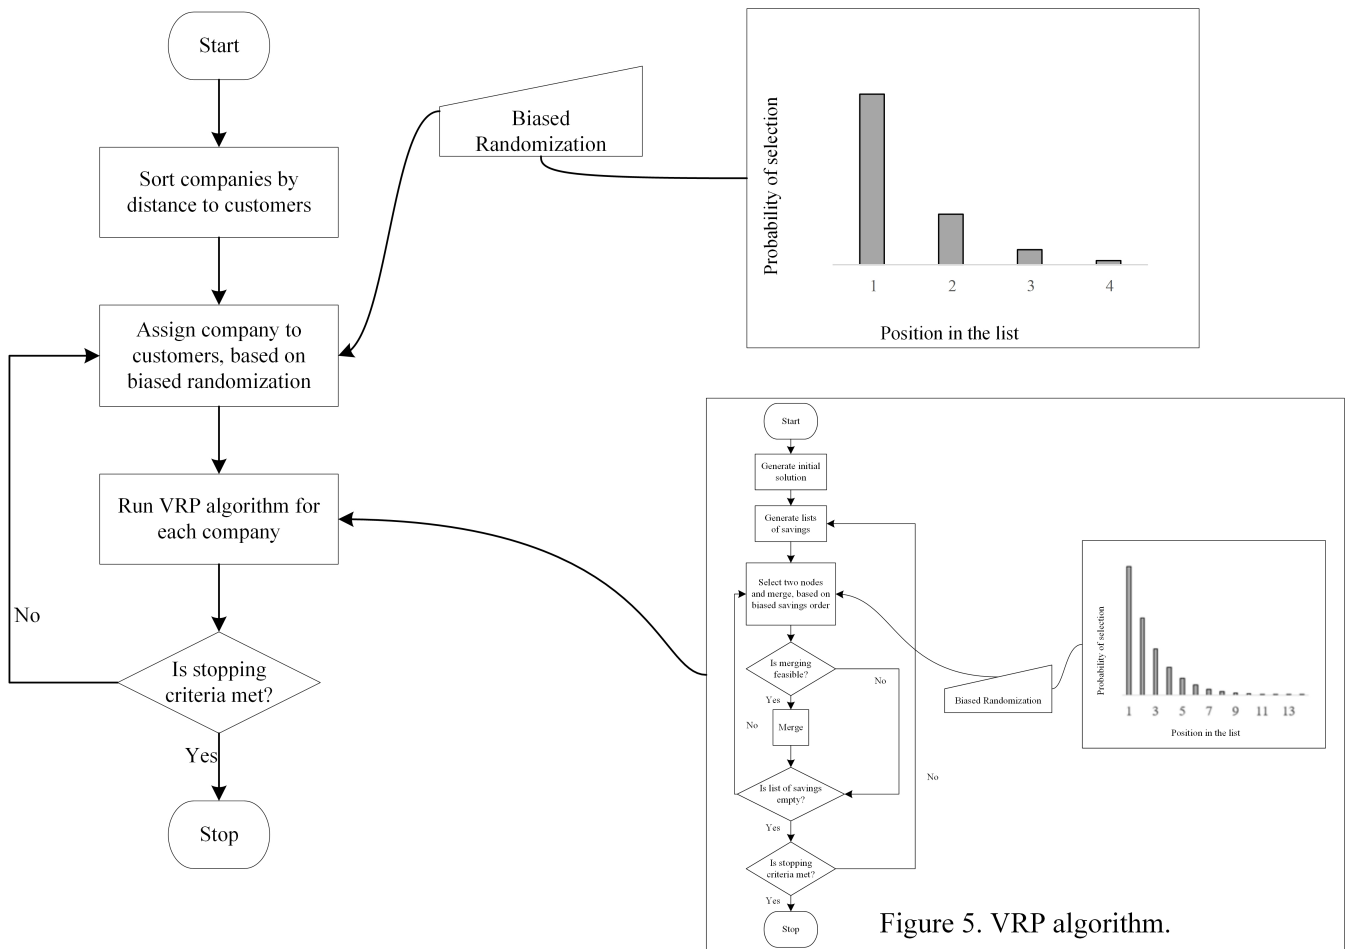 Start
Sort companies by
distance to customers
Assign company to
customers, based on
biased randomization
Run VRP algorithm for
each company
No
Is stopping
criteria met?
Yes
Stop
Biased
Randomization
Probability of selection
1 2 3 4
Position in the list
Start
Generate initial
solution
Generate lists
of savings
Select two nodes
and merge, based on
biased savings order
Is merging
feasible?
No
Yes
No
Merge
Is list of savings
empty?
No
Yes
Is stopping
criteria met?
Yes
Stop
Biased Randomization
Probability of selection
1 3 5 7 9 11 13
Position in the list
Figure 5. VRP algorithm.